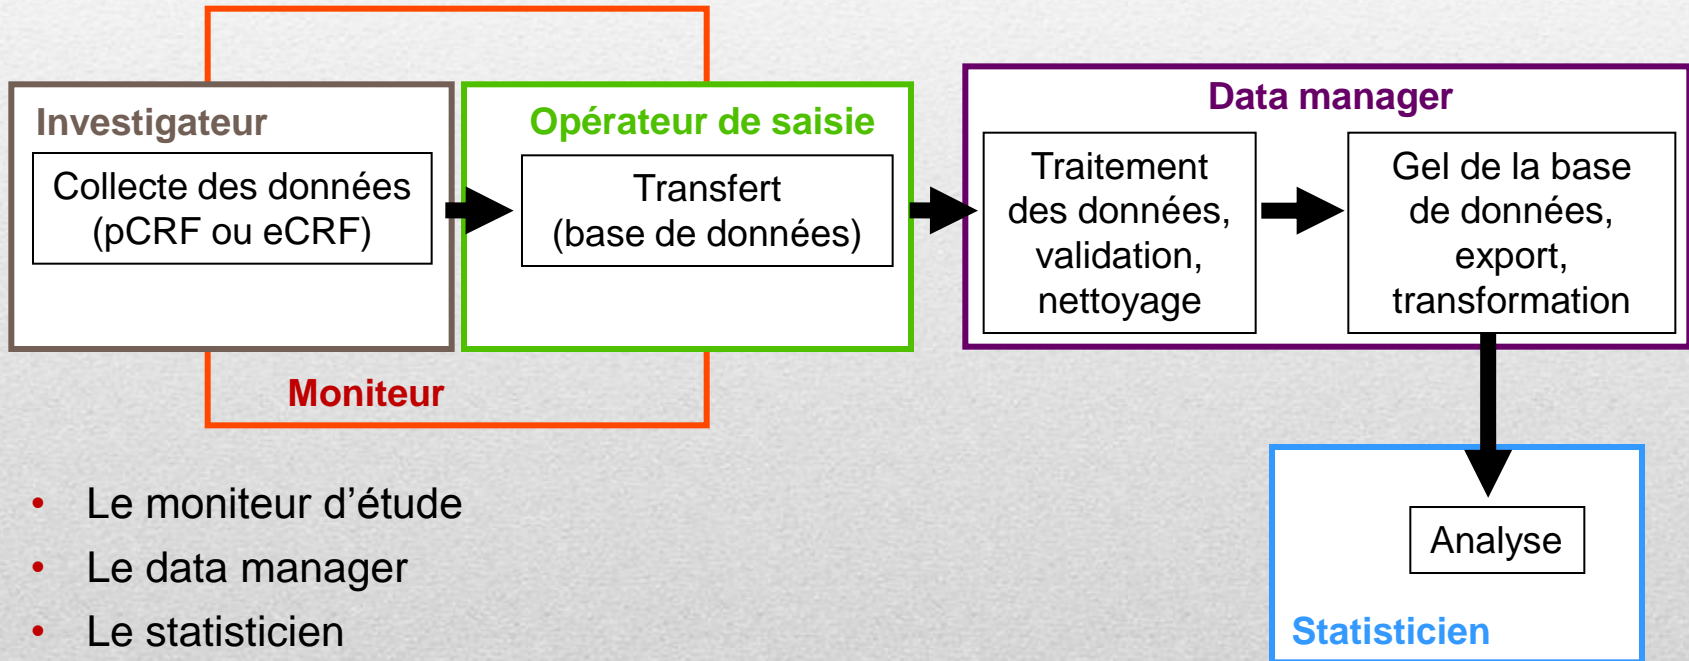 Investigateur
Collecte des données
(pCRF ou eCRF)
Opérateur de saisie
Transfert
(base de données)
Moniteur
Data manager
Traitement
des données,
validation,
nettoyage
Gel de la base
de données,
export,
transformation
Analyse
Statisticien
• Le moniteur d’étude
• Le data manager
• Le statisticien